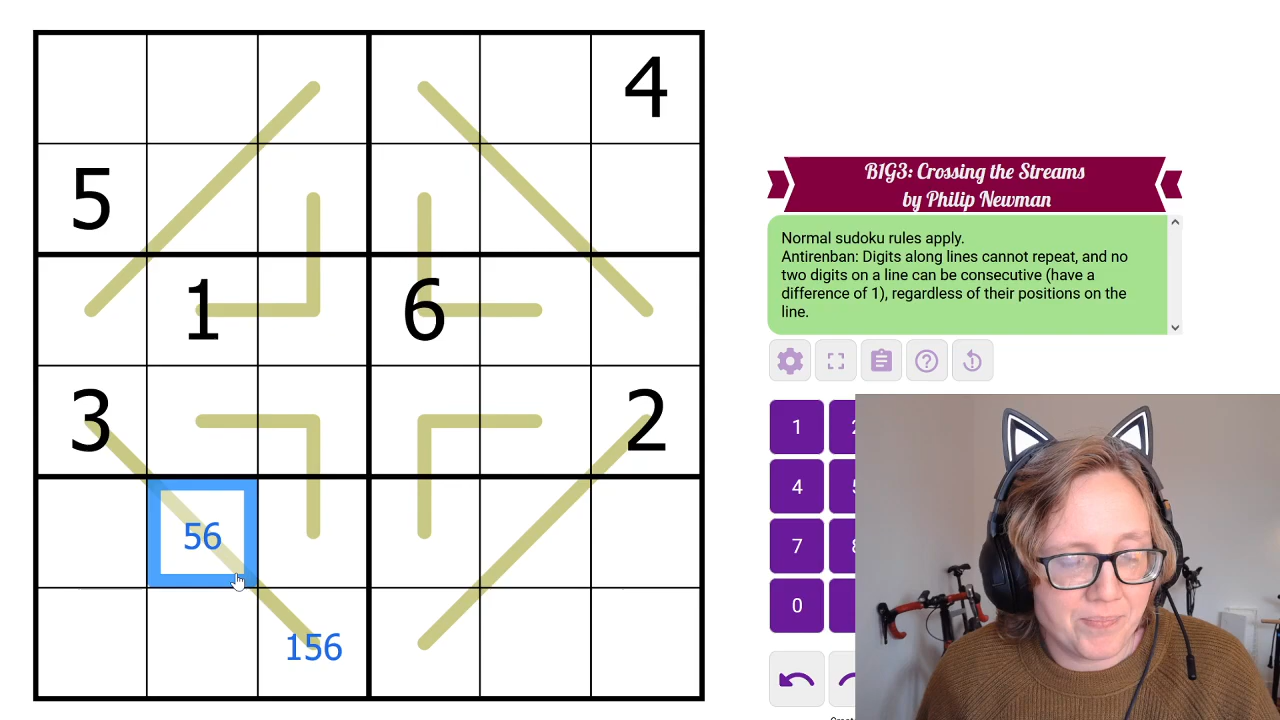 4
5
1
6
3
2
56
156
B1G3: Crossing the Streams
by Philip Newman
Normal sudoku rules apply.
Antirenban: Digits along lines cannot repeat, and no
two digits on a line can be consecutive (have a
difference of 1), regardless of their positions on the
line.
1
4
7
0